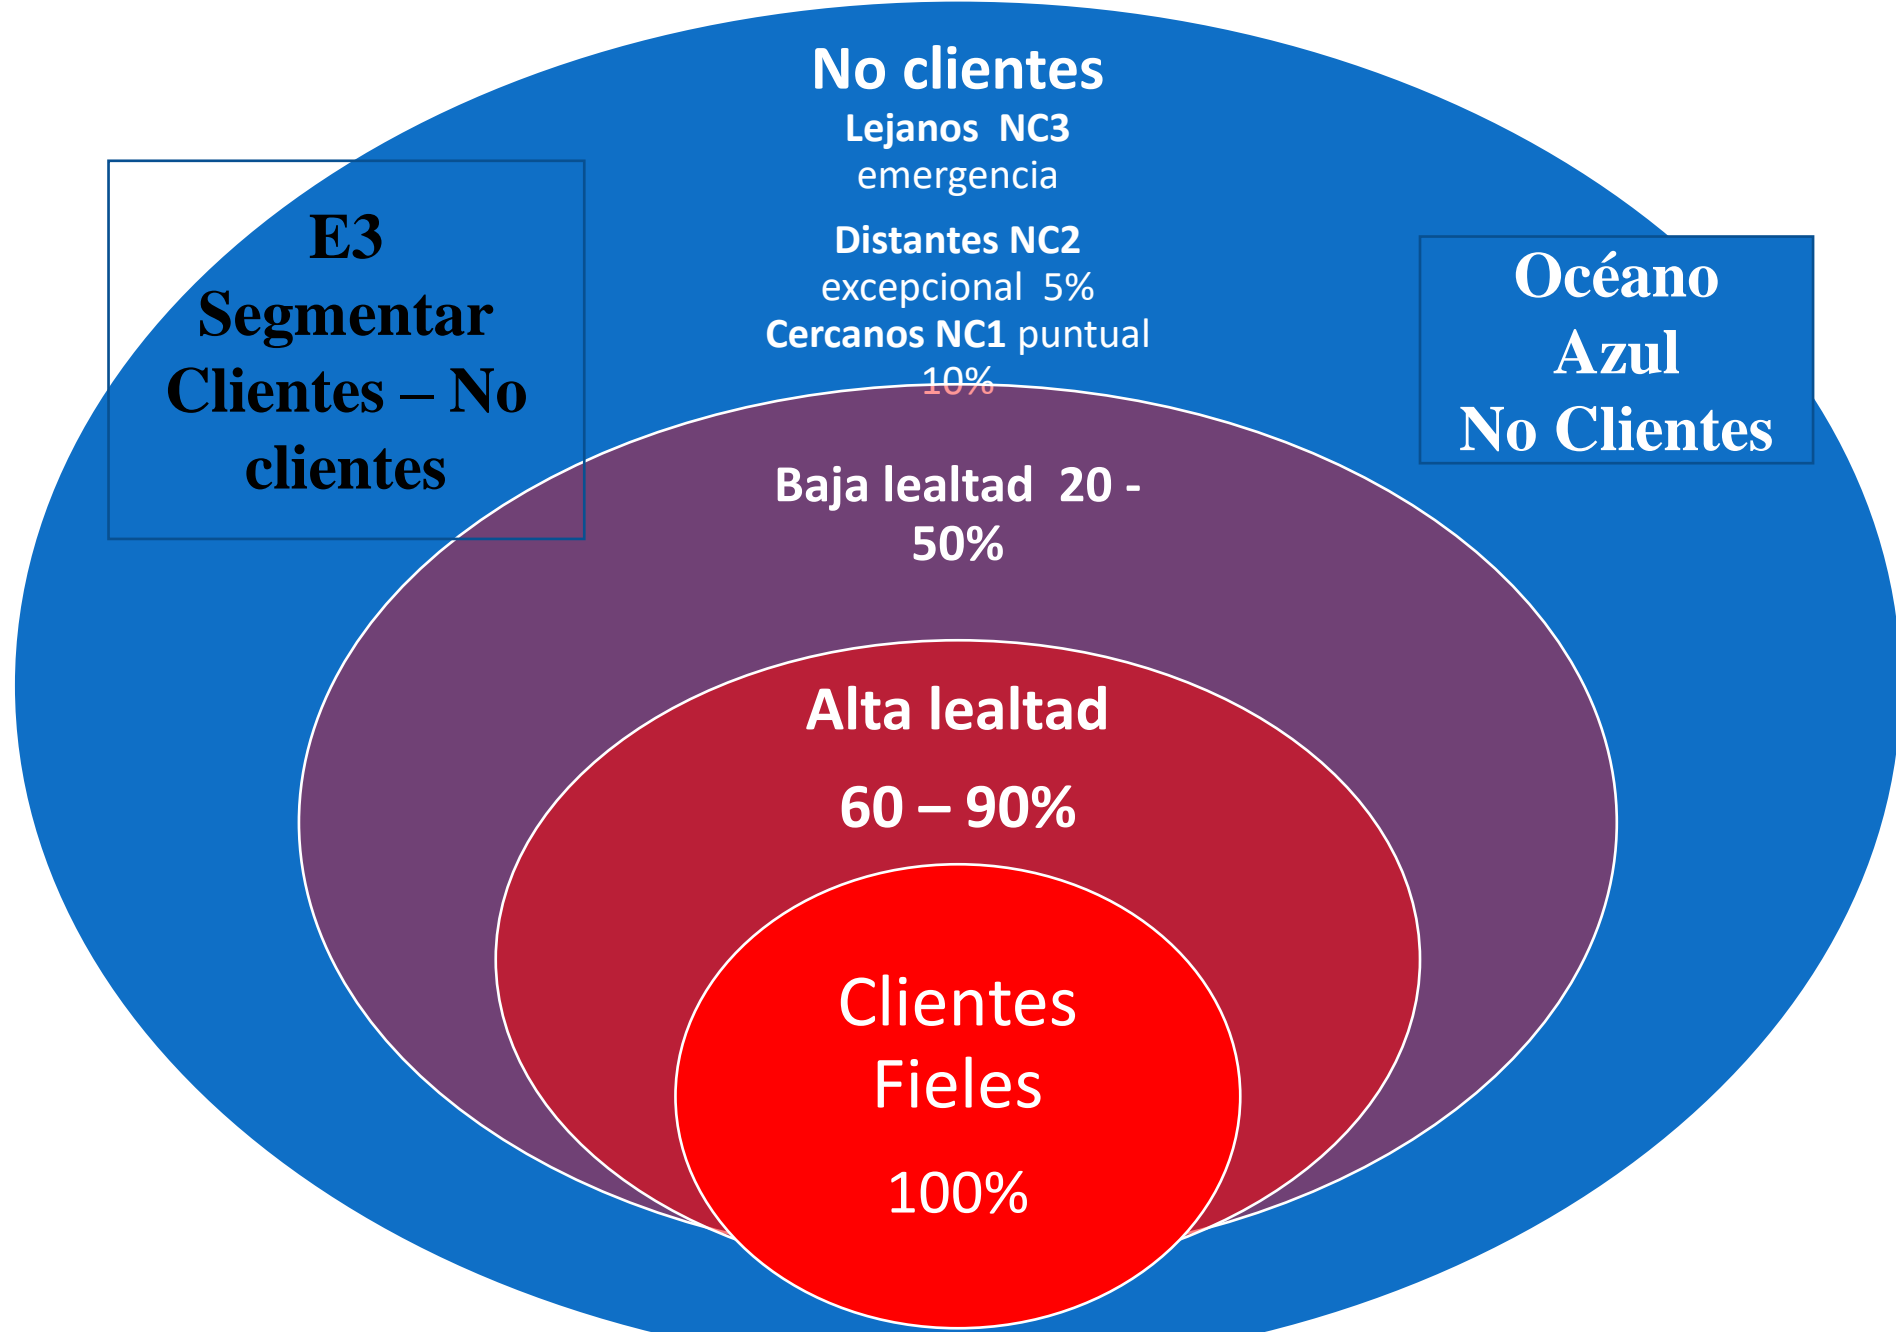 No clientes
Lejanos  NC3
emergencia
Distantes NC2
excepcional  5%
Cercanos NC1 puntual
10%
E3
Segmentar
Clientes – No
clientes
Océano
Azul
No Clientes
Baja lealtad  20 -
50%
Alta lealtad
60 – 90%
Clientes
Fieles
100%